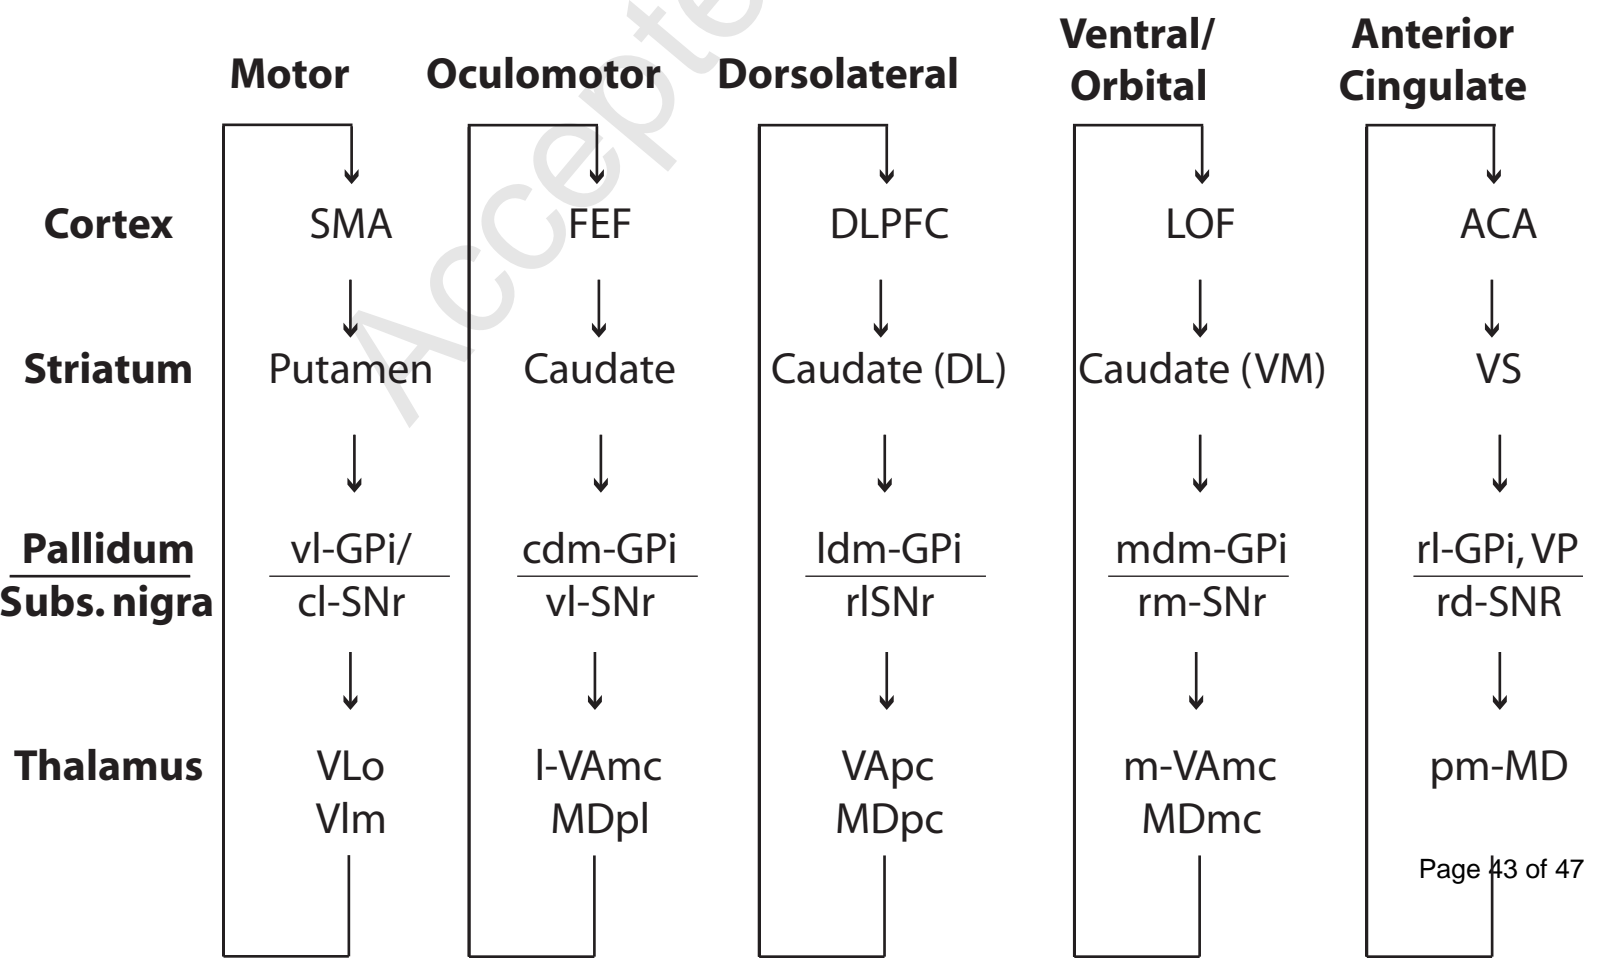 Ventral/ Anterior
Motor Oculomotor Dorsolateral Orbital Cingulate
Cortex SMA FEF DLPFC LOF ACA
Striatum Putamen Caudate Caudate (DL) Caudate (VM) VS
Pallidum vl-GPi/ cdm-GPi ldm-GPi mdm-GPi rl-GPi, VP
Subs. nigra cl-SNr vl-SNr rlSNr rm-SNr rd-SNR
Thalamus VLo l-VAmc VApc m-VAmc pm-MD
Vlm MDpl MDpc MDmc
Page 43 of 47
Accepte